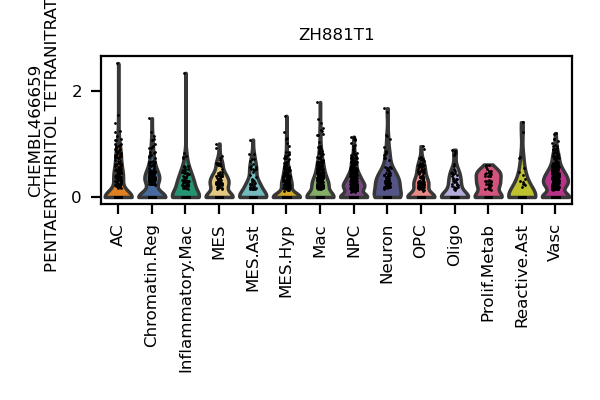 ZH881T1
CHEMBL466659
PENTAERYTHRITOL TETRANITRAT
2
0
AC
Chromatin.Reg
Inflammatory.Mac
MES
MES.Ast
MES.Hyp
Mac
NPC
Neuron
OPC
Oligo
Prolif.Metab
Reactive.Ast
Vasc